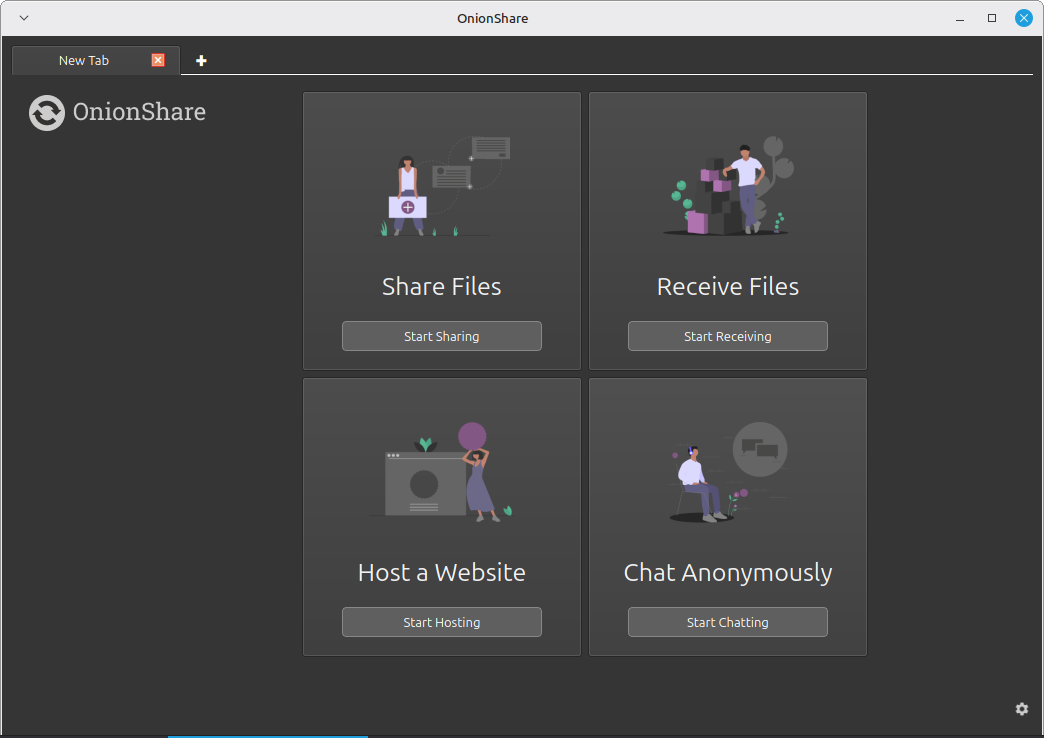 OnionShare
New Tab
OnionShare
Share Files
Start Sharing
Receive Files
Start Receiving
Host a Website
Start Hosting
Chat Anonymously
Start Chatting